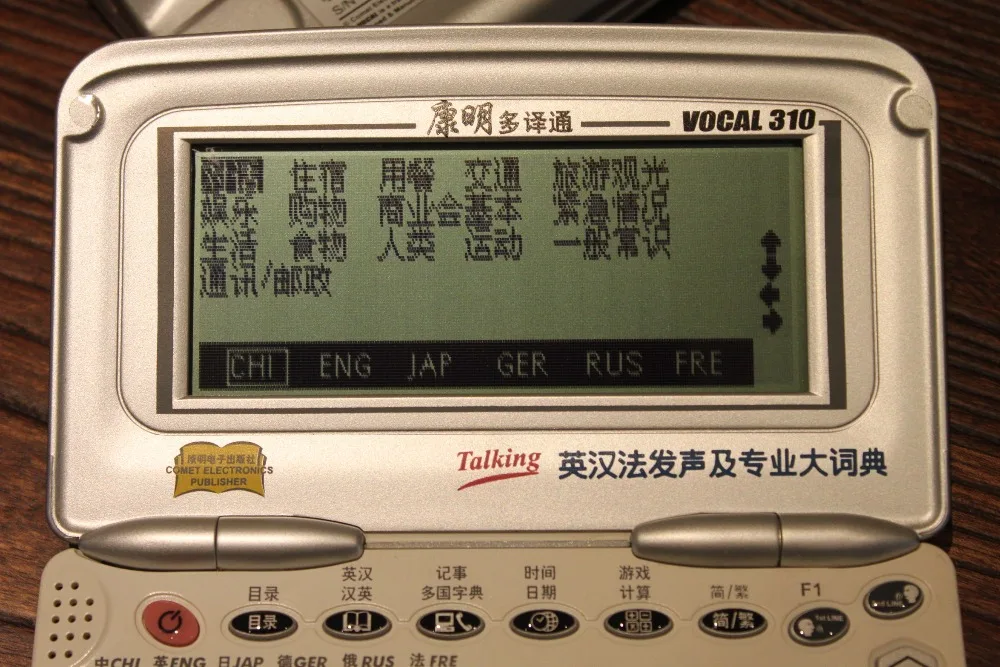 S/N
康明多译通
VOCAL 310
住宿 用餐 交通 旅游观光
娱乐 购物 商业会基本 紧急情况
生活 食物 人类 运动 一般常识
通讯/邮政
CHI ENG JAP GER RUS FRE
康明电子出版社
COMET ELECTRONICS
PUBLISHER
Talking 英汉法发声及专业大词典
目录 英汉 汉英 记事 多国字典 时间 日期 游戏 计算 简/繁 F1
目录 简/繁
中CHI 英ENG 日JAP 德GER 俄RUS 法FRE